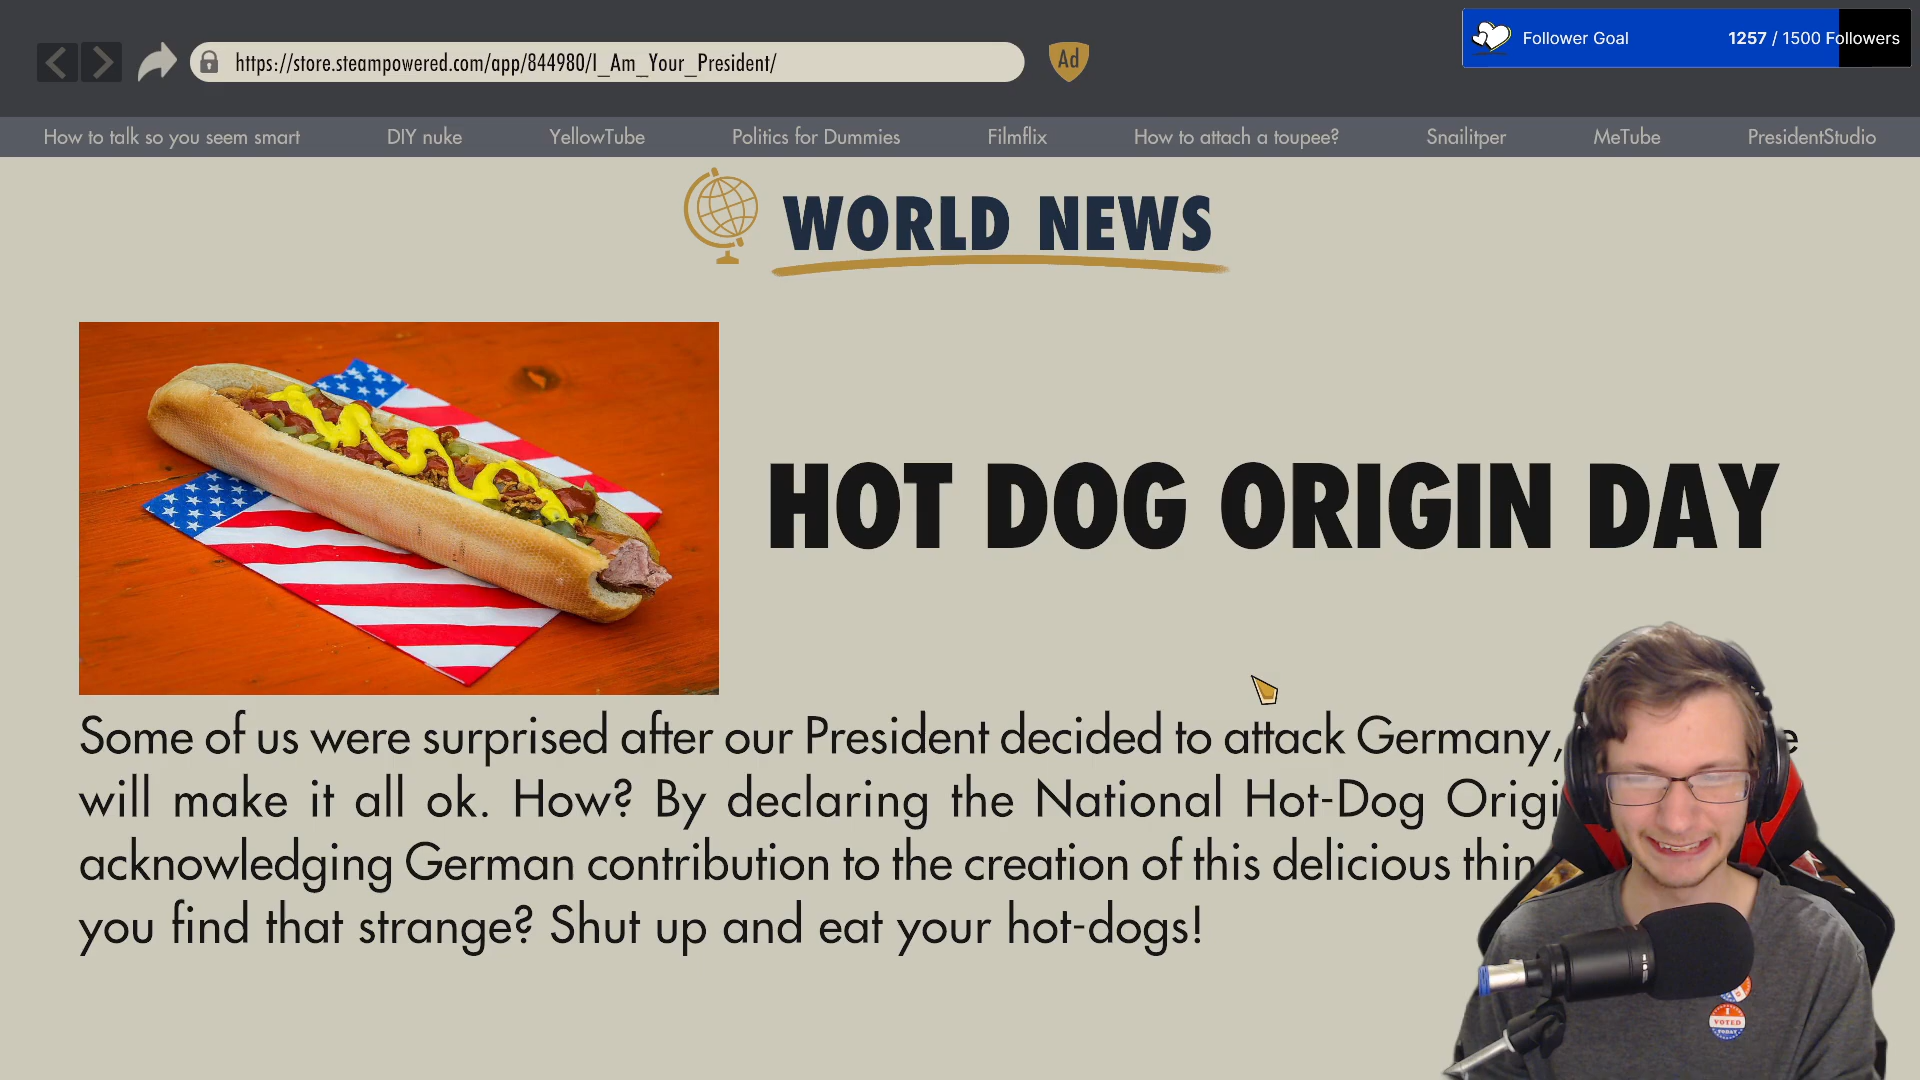 https://store.steampowered.com/app/844980/I_Am_Your_President/
Ad
Follower Goal
1257 / 1500 Followers
How to talk so you seem smart
DIY nuke
YellowTube
Politics for Dummies
Filmflix
How to attach a toupee?
Snailitper
MeTube
PresidentStudio
WORLD NEWS
HOT DOG ORIGIN DAY
Some of us were surprised after our President decided to attack Germany,
will make it all ok. How? By declaring the National Hot-Dog
acknowledging German contribution to the creation of this delicious
you find that strange? Shut up and eat your hot-dogs!
I VOTED TODAY